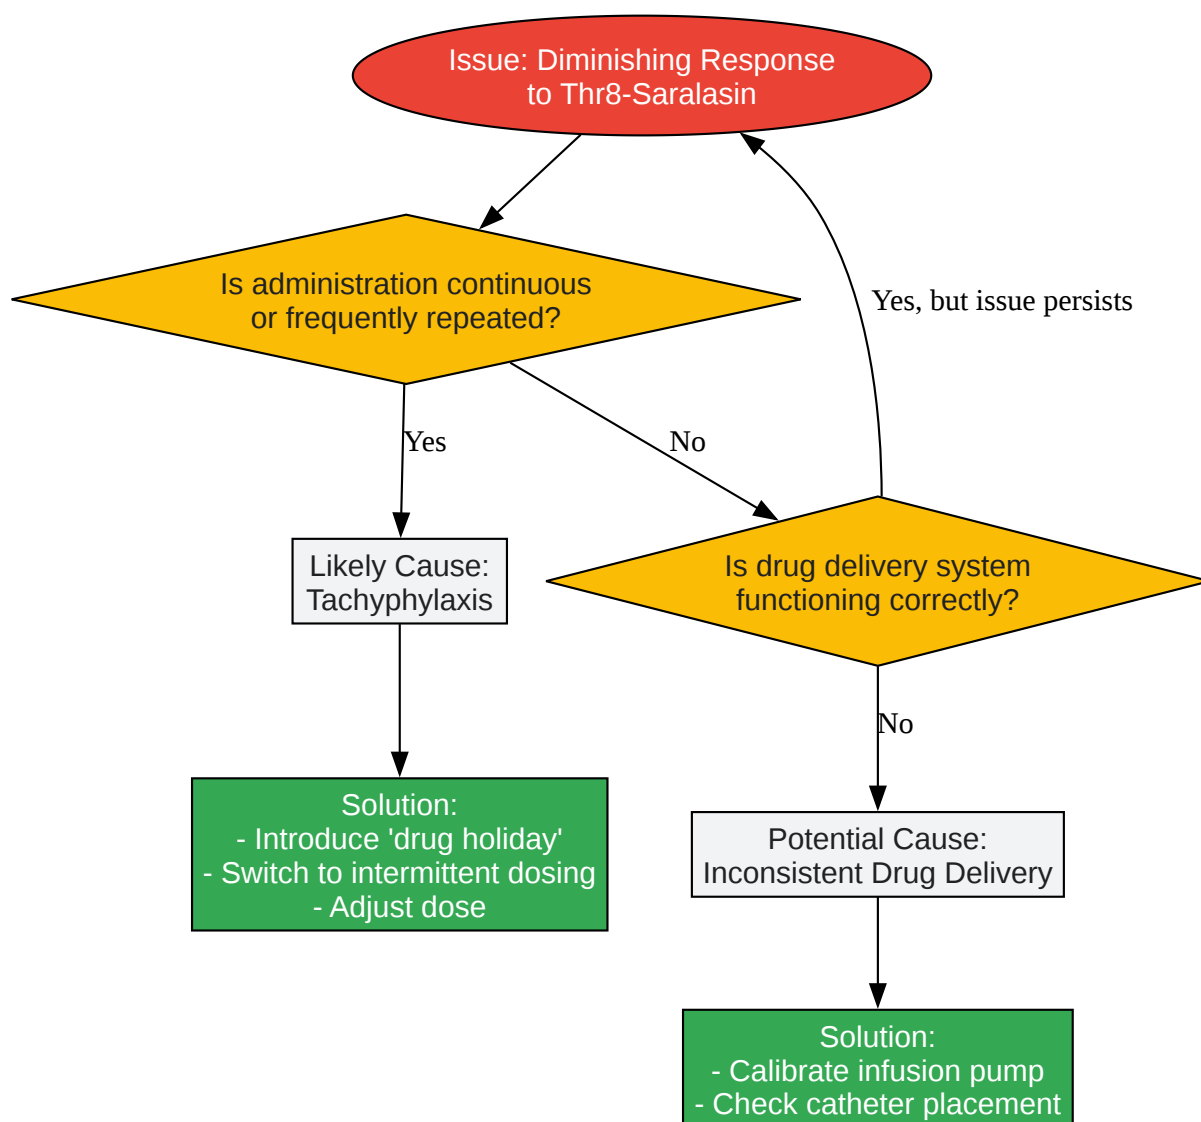 Issue: Diminishing Response
to Thr8-Saralasin
Is administration continuous
or frequently repeated?
Yes, but issue persists
Yes
No
Likely Cause:
Tachyphylaxis
Is drug delivery system
functioning correctly?
No
Solution:
- Introduce 'drug holiday'
- Switch to intermittent dosing
- Adjust dose
Potential Cause:
Inconsistent Drug Delivery
Solution:
- Calibrate infusion pump
- Check catheter placement